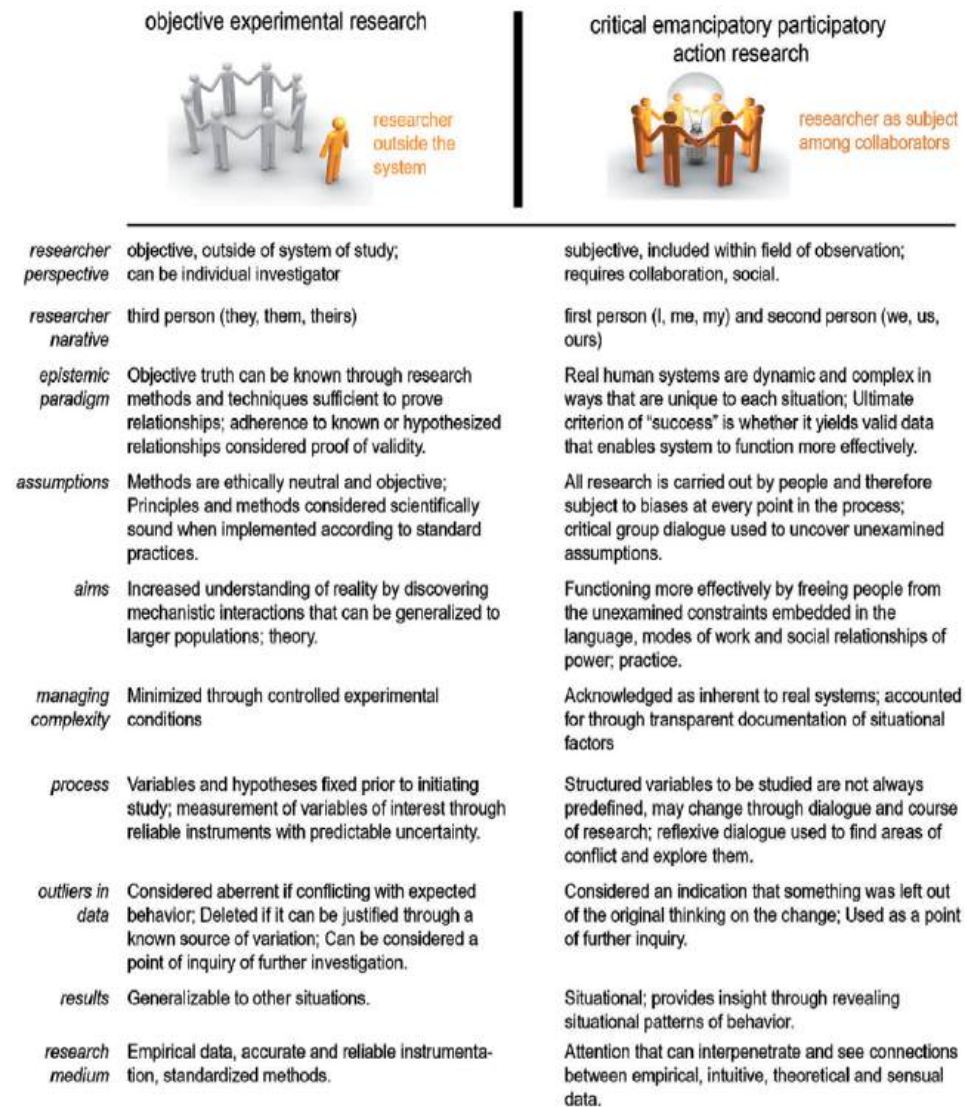 objective experimental research
critical emancipatory participatory
action research
researcher
outside the
system
researcher as subject
among collaborators
researcher
perspective
objective, outside of system of study;
can be individual investigator
subjective, included within field of observation;
requires collaboration, social.
researcher
narative
third person (they, them, theirs)
first person (I, me, my) and second person (we, us,
ours)
epistemic
paradigm
Objective truth can be known through research
methods and techniques sufficient to prove
relationships; adherence to known or hypothesized
relationships considered proof of validity.
Real human systems are dynamic and complex in
ways that are unique to each situation; Ultimate
criterion of “success” is whether it yields valid data
that enables system to function more effectively.
assumptions
Methods are ethically neutral and objective;
Principles and methods considered scientifically
sound when implemented according to standard
practices.
All research is carried out by people and therefore
subject to biases at every point in the process;
critical group dialogue used to uncover unexamined
assumptions.
aims
Increased understanding of reality by discovering
mechanistic interactions that can be generalized to
larger populations; theory.
Functioning more effectively by freeing people from
the unexamined constraints embedded in the
language, modes of work and social relationships of
power; practice.
managing
complexity
Minimized through controlled experimental
conditions
Acknowledged as inherent to real systems; accounted
for through transparent documentation of situational
factors
process
Variables and hypotheses fixed prior to initiating
study; measurement of variables of interest through
reliable instruments with predictable uncertainty.
Structured variables to be studied are not always
predefined, may change through dialogue and course
of research; reflexive dialogue used to find areas of
conflict and explore them.
outliers in
data
Considered aberrent if conflicting with expected
behavior; Deleted if it can be justified through a
known source of variation; Can be considered a
point of inquiry of further investigation.
Considered an indication that something was left out
of the original thinking on the change; Used as a point
of further inquiry.
results
Generalizable to other situations.
Situational; provides insight through revealing
situational patterns of behavior.
research
medium
Empirical data, accurate and reliable instrumenta-
tion, standardized methods.
Attention that can interpenetrate and see connections
between empirical, intuitive, theoretical and sensual
data.